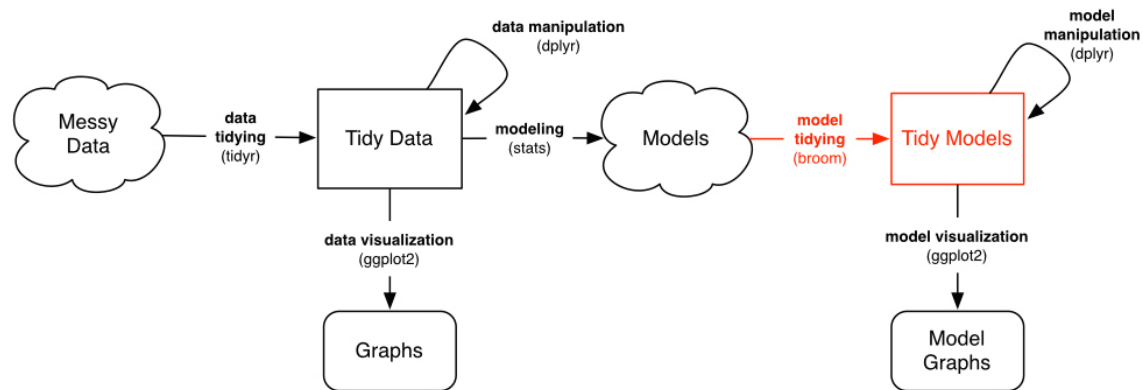 Messy
Data
data
tidying
(tidyr)
Tidy Data
data manipulation
(dplyr)
modeling
(stats)
Models
model
tidying
(broom)
Tidy Models
model
manipulation
(dplyr)
data visualization
(ggplot2)
Graphs
model visualization
(ggplot2)
Model
Graphs